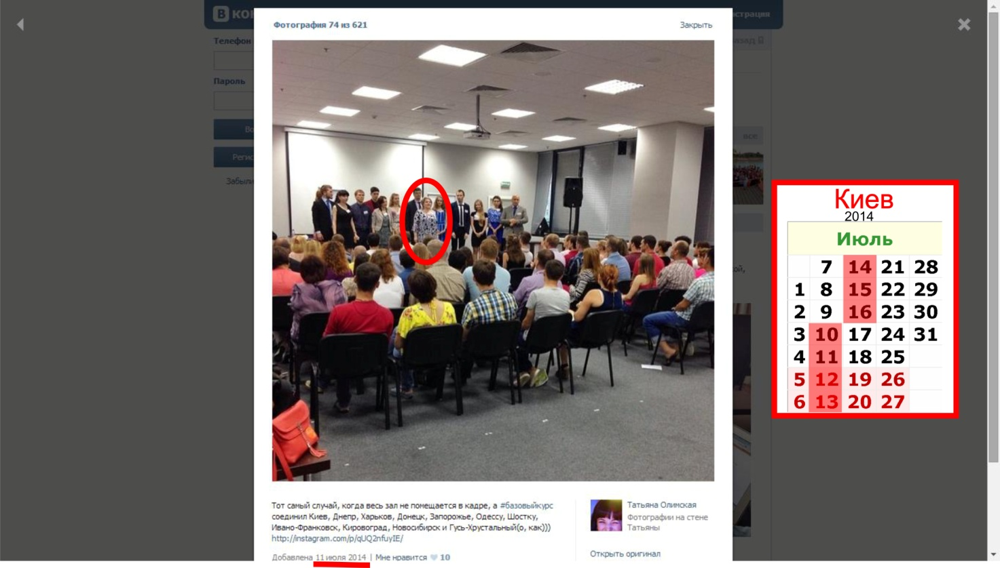 В
страция
Фотография 74 из 621
Закрыть
Телефон
Пароль
все
Регис
Забыли
Киев
2014
Июль
7 14 21 28
1 8 15 22 29
2 9 16 23 30
3 10 17 24 31
4 11 18 25
5 12 19 26
6 13 20 27
Тот самый случай, когда весь зал не помещается в кадре, а #базовыйкурс
соединил Киев, Днепр, Харьков, Донецк, Запорожье, Одессу, Шостку,
Ивано-Франковск, Кировоград, Новосибирск и Гусь-Хрустальный(о, как)))
http://instagram.com/p/qUQ2nfuyIE/
Добавлена 11 июля 2014 | Мне нравится 10
Татьяна Олимская
Фотографии на стене
Татьяны
Открыть оригинал